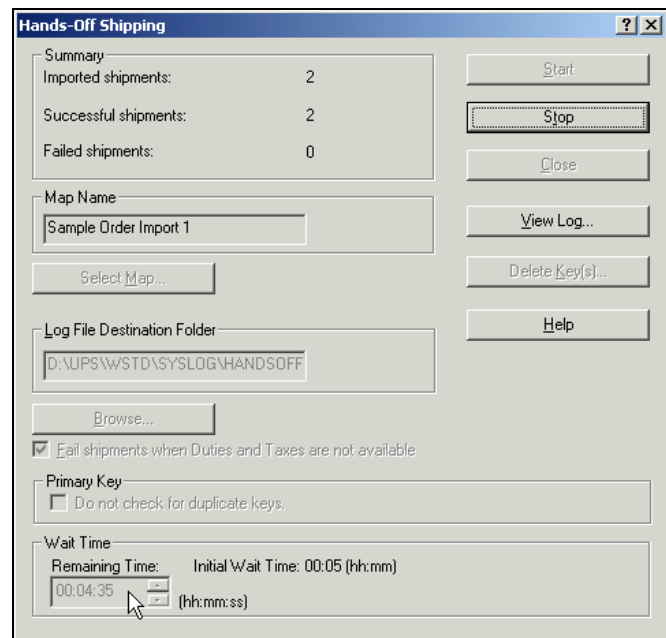 Hands-Off Shipping
Summary
Imported shipments: 2
Successful shipments: 2
Failed shipments: 0
Start
Stop
Close
Map Name
Sample Order Import 1
View Log...
Select Map...
Delete Key(s)...
Log File Destination Folder
D:\UPS\WSTD\SYSLOG\HANDSOFF
Help
Browse...
Fail shipments when Duties and Taxes are not available
Primary Key
Do not check for duplicate keys.
Wait Time
Remaining Time: Initial Wait Time: 00:05 (hh:mm)
00:04:35 (hh:mm:ss)